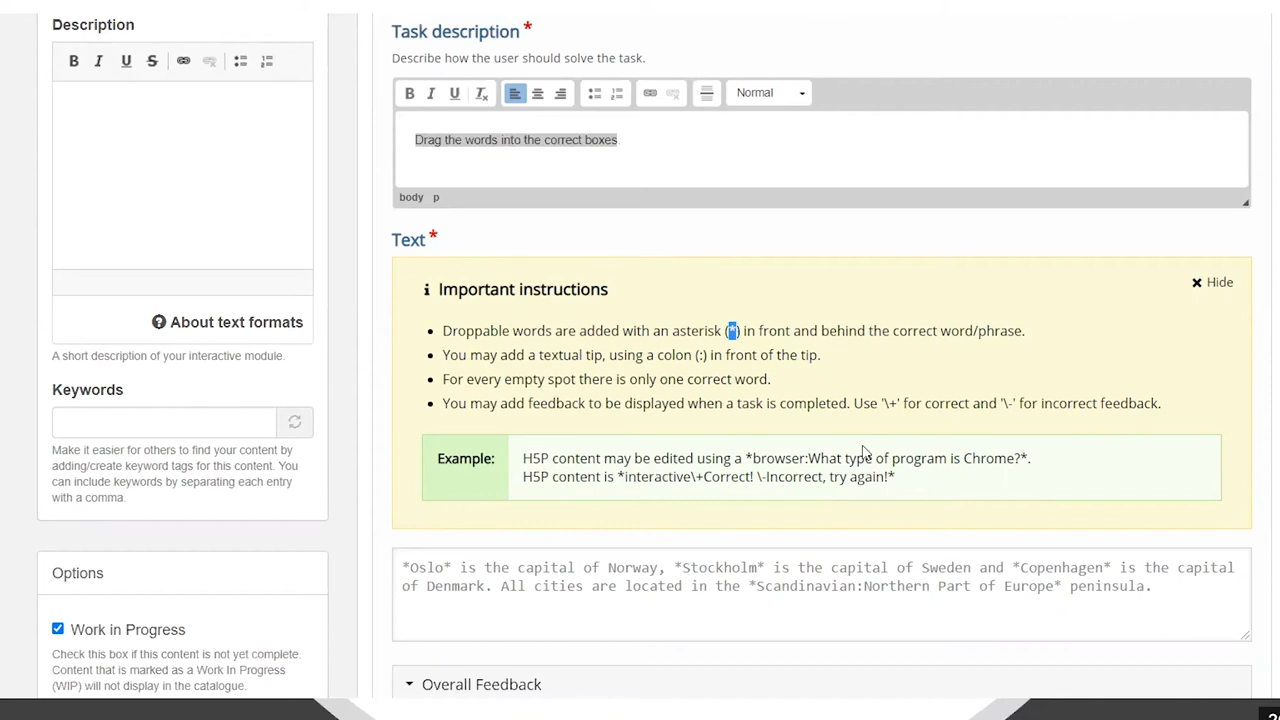 Description
A short description of your interactive module.
About text formats
Keywords
Make it easier for others to find your content by
adding/create keyword tags for this content. You
can include keywords by separating each entry
with a comma.
Options
Work in Progress
Check this box if this content is not yet complete.
Content that is marked as a Work In Progress
(WIP) will not display in the catalogue.
Task description *
Describe how the user should solve the task.
B I U Normal
Drag the words into the correct boxes.
body p
Text *
Important instructions
Hide
Droppable words are added with an asterisk (*) in front and behind the correct word/phrase.
You may add a textual tip, using a colon (:) in front of the tip.
For every empty spot there is only one correct word.
You may add feedback to be displayed when a task is completed. Use '\+' for correct and '\-' for incorrect feedback.
Example:
H5P content may be edited using a *browser:What type of program is Chrome?*.
H5P content is *interactive\+Correct! \-Incorrect, try again!*
*Oslo* is the capital of Norway, *Stockholm* is the capital of Sweden and *Copenhagen* is the capital
of Denmark. All cities are located in the *Scandinavian:Northern Part of Europe* peninsula.
Overall Feedback